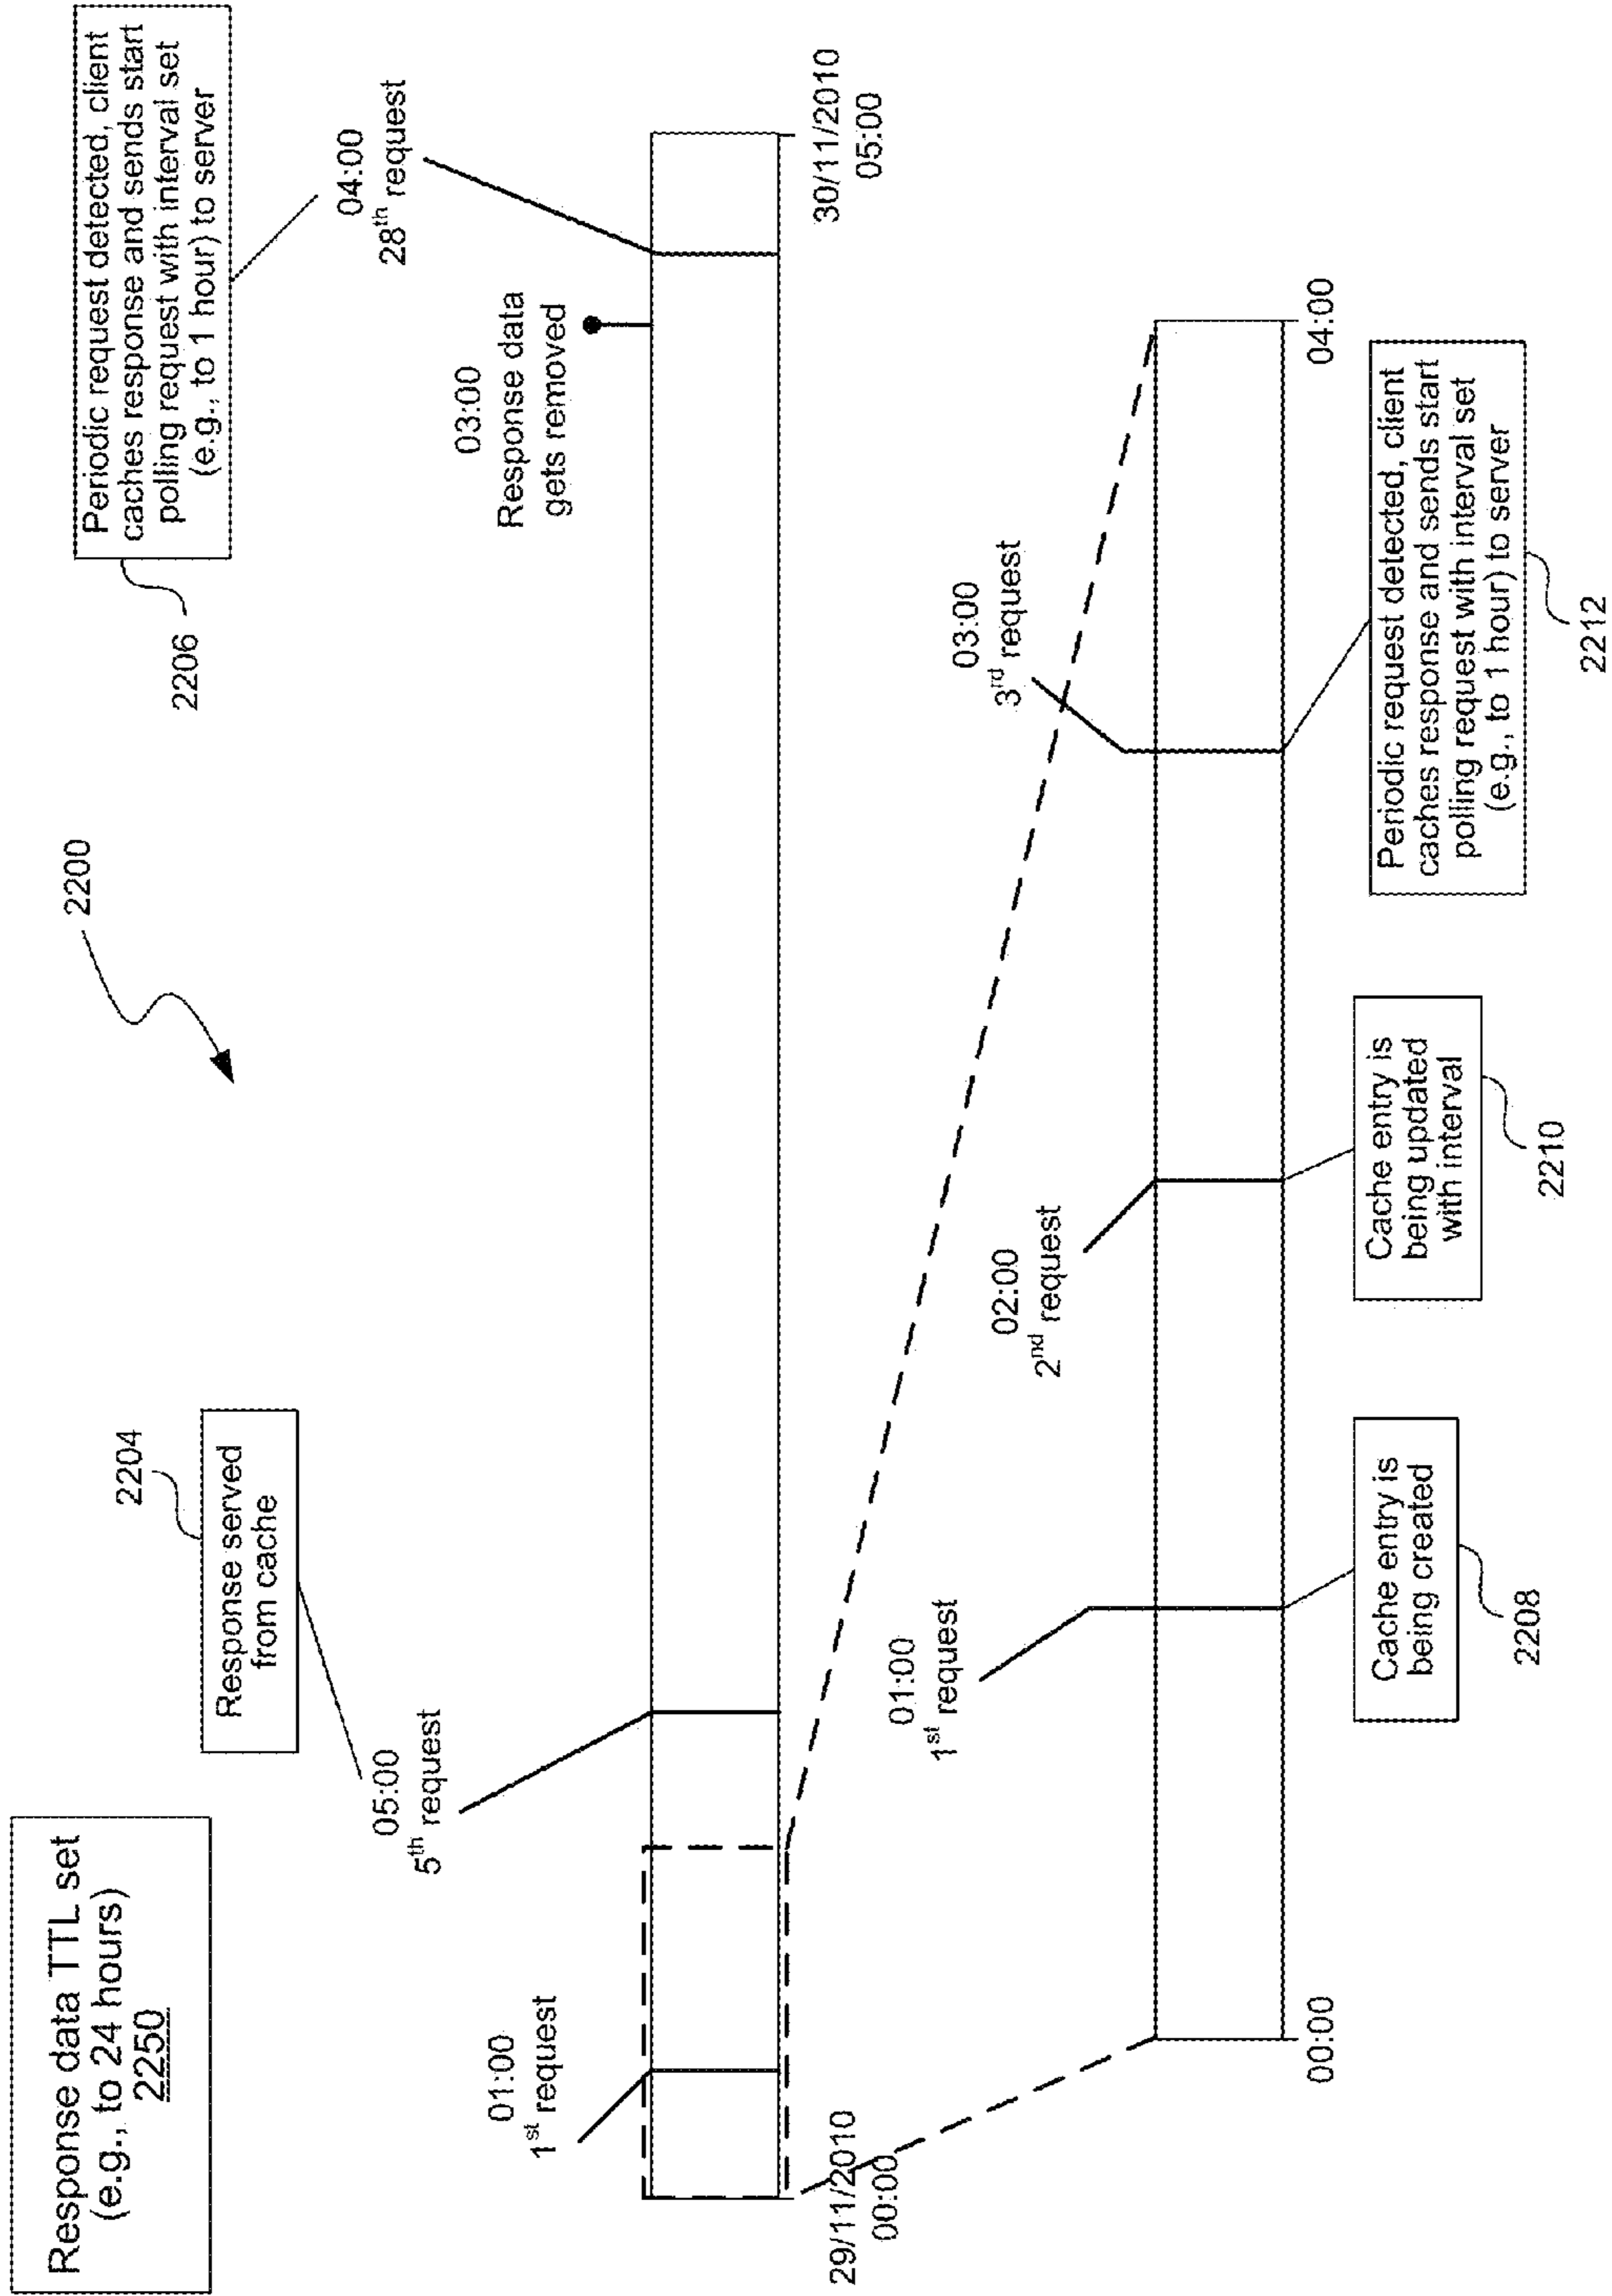 Response data TTL set
(e.g., to 24 hours)
2250
2204
Response served
from cache
2200
2206
Periodic request detected, client
caches response and sends start
polling request with interval set
(e.g., to 1 hour) to server
01:00
1st request
05:00
5th request
03:00
Response data
gets removed
04:00
28th request
29/11/2010
00:00
30/11/2010
05:00
01:00
1st request
02:00
2nd request
03:00
3rd request
00:00
04:00
Cache entry is
being created
2208
Cache entry is
being updated
with interval
2210
Periodic request detected, client
caches response and sends start
polling request with interval set
(e.g., to 1 hour) to server
2212